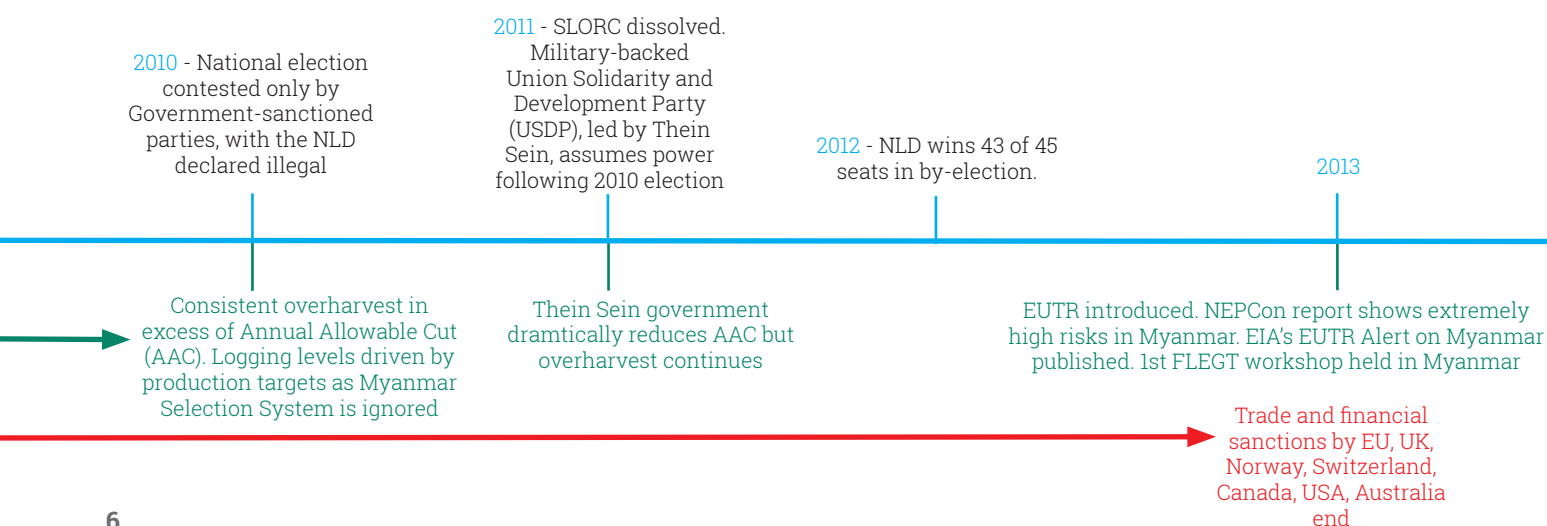 2010 - National election
contested only by
Government-sanctioned
parties, with the NLD
declared illegal
2011 - SLORC dissolved.
Military-backed
Union Solidarity and
Development Party
(USDP), led by Thein
Sein, assumes power
following 2010 election
2012 - NLD wins 43 of 45
seats in by-election.
2013
Consistent overharvest in
excess of Annual Allowable Cut
(AAC). Logging levels driven by
production targets as Myanmar
Selection System is ignored
Thein Sein government
dramtically reduces AAC but
overharvest continues
EUTR introduced. NEPCon report shows extremely
high risks in Myanmar. EIA's EUTR Alert on Myanmar
published. 1st FLEGT workshop held in Myanmar
Trade and financial
sanctions by EU, UK,
Norway, Switzerland,
Canada, USA, Australia
end
6